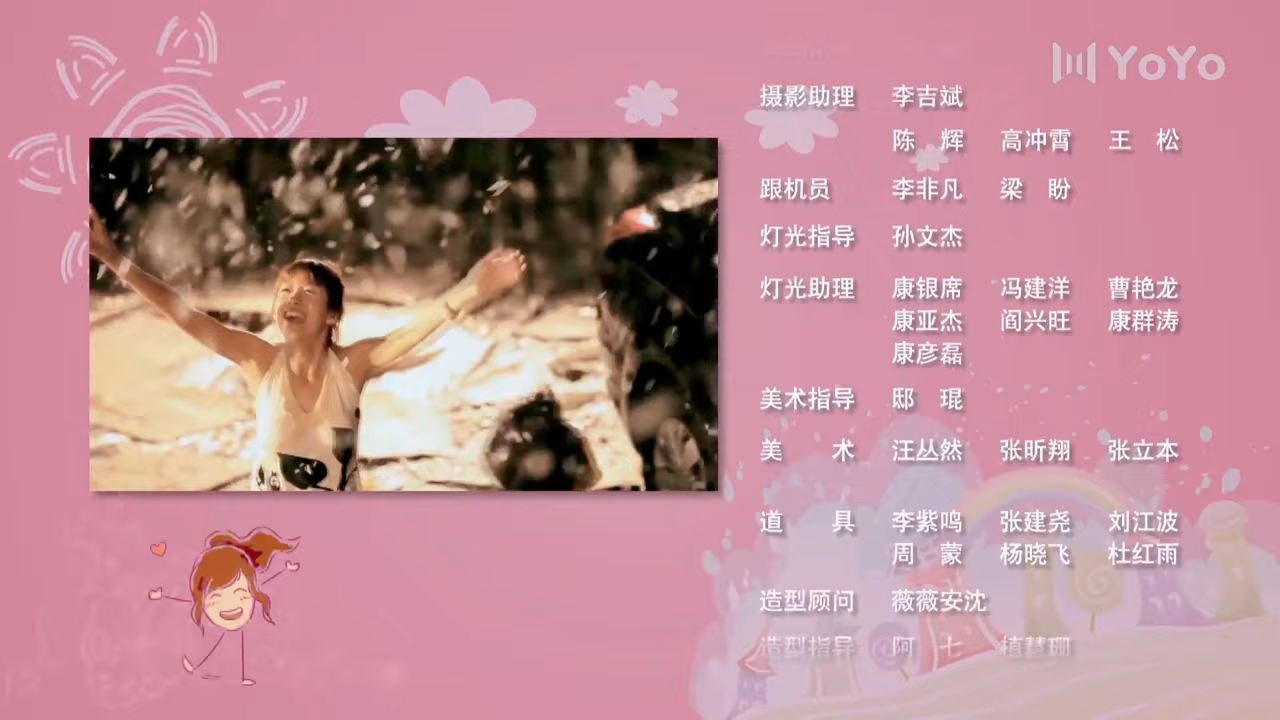 YoYo
摄影助理 李吉斌
陈 辉 高冲霄 王 松
跟机员 李非凡 梁 盼
灯光指导 孙文杰
灯光助理 康银席 冯建洋 曹艳龙
康亚杰 阎兴旺 康群涛
康彦磊
美术指导 邸 琨
美 术 汪丛然 张昕翔 张立本
道 具 李紫鸣 张建尧 刘江波
周 蒙 杨晓飞 杜红雨
造型顾问 薇薇安沈
造型指导 阿 七 植慧珊